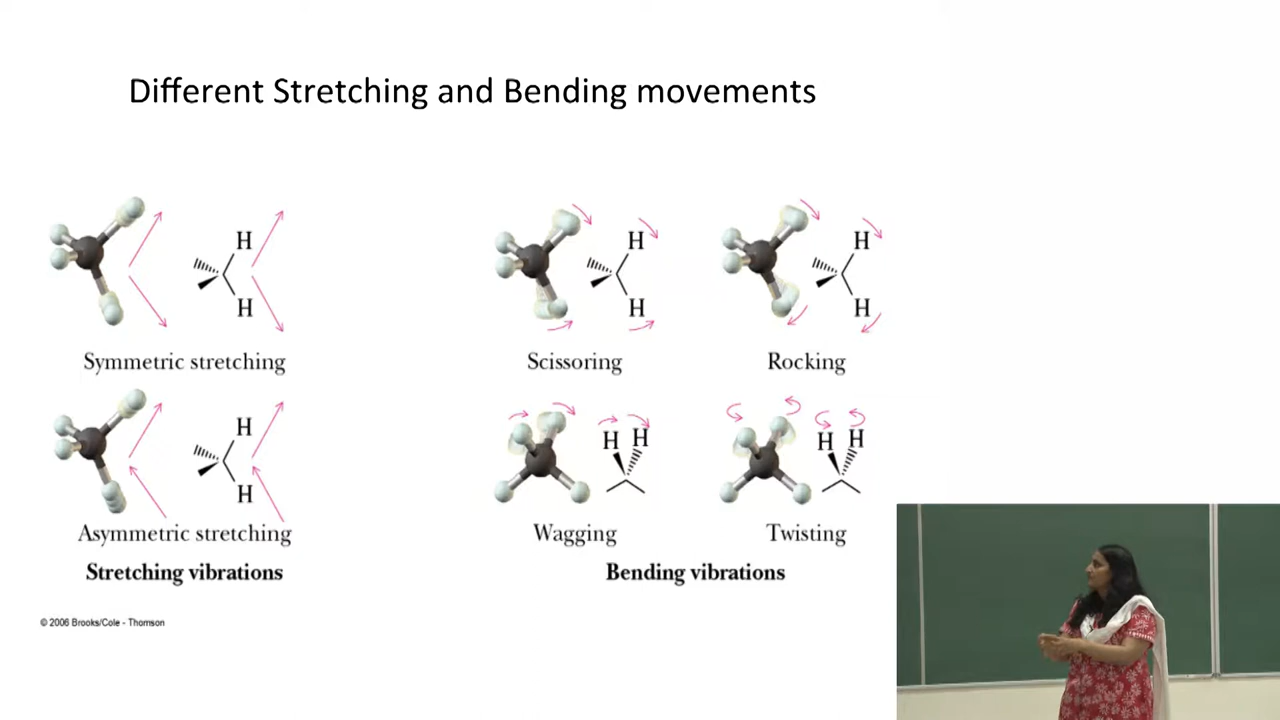 Different Stretching and Bending movements
H
H
H
H
H
H
Symmetric stretching
Scissoring
Rocking
H
H
H H
H H
Asymmetric stretching
Wagging
Twisting
Stretching vibrations
Bending vibrations
© 2006 Brooks/Cole - Thomson